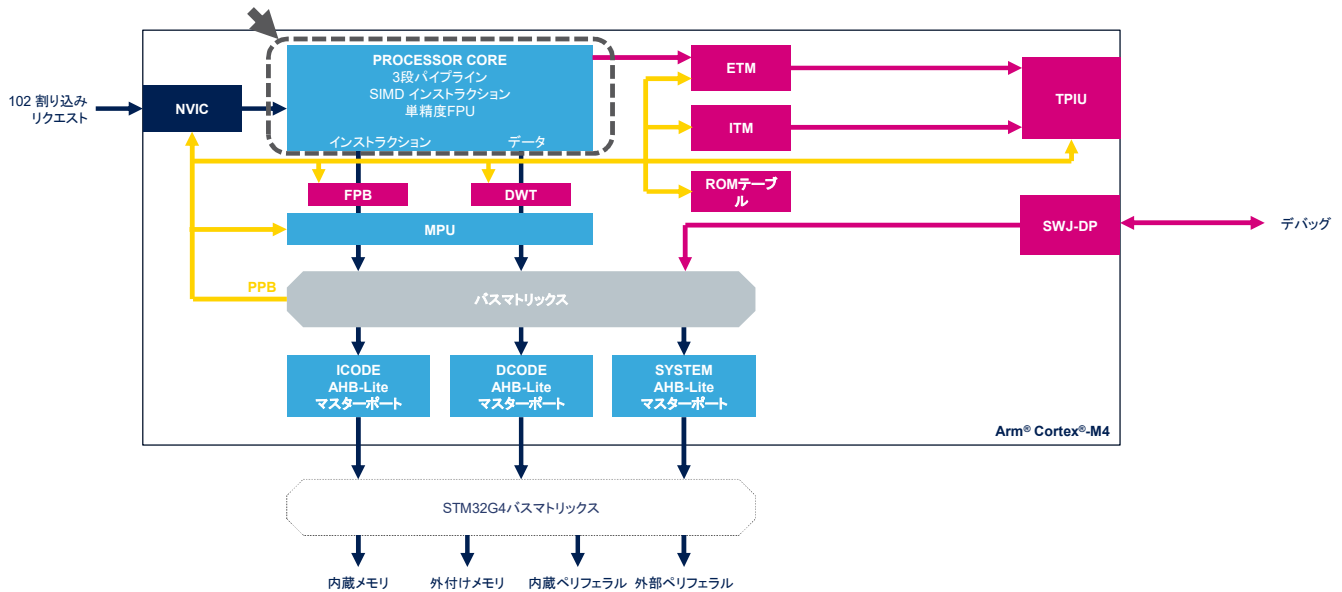 PROCESSOR CORE
3段パイプライン
SIMD インストラクション
単精度FPU
インストラクション
データ
102 割り込み
リクエスト
NVIC
ETM
ITM
TPIU
ROMテーブ
ル
FPB
DWT
MPU
SWJ-DP
デバッグ
PPB
バスマトリックス
ICODE
AHB-Lite
マスターポート
DCODE
AHB-Lite
マスターポート
SYSTEM
AHB-Lite
マスターポート
Arm® Cortex®-M4
STM32G4バスマトリックス
内蔵メモリ
外付けメモリ
内蔵ペリフェラル
外部ペリフェラル